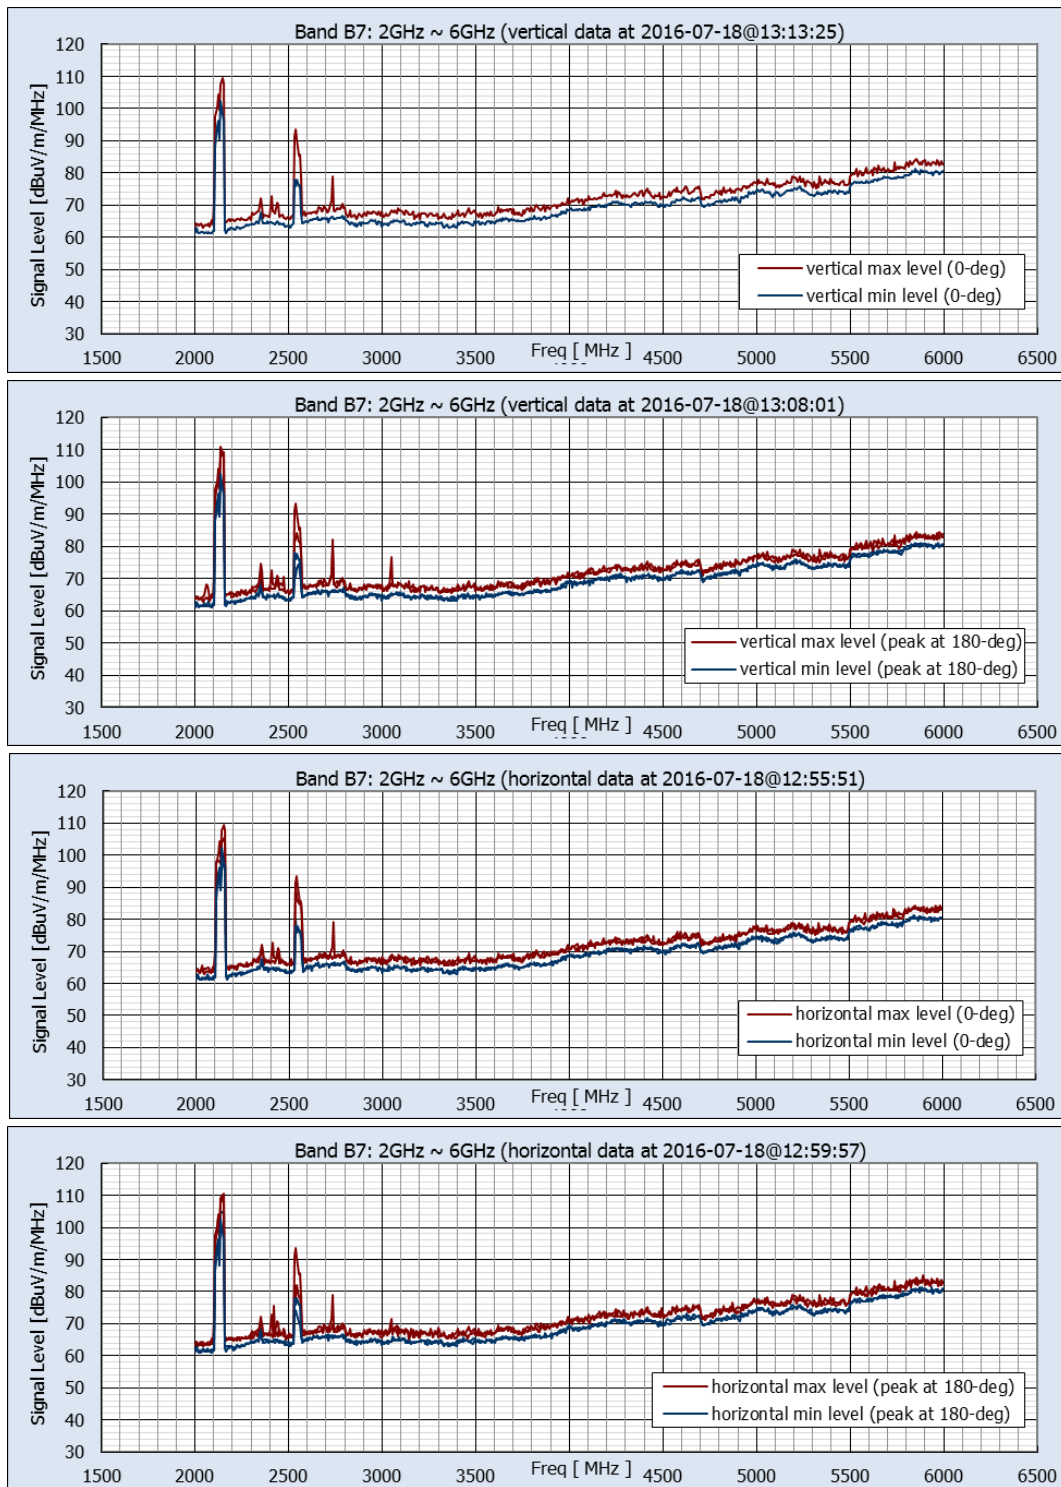 Band B7: 2GHz ~ 6GHz (vertical data at 2016-07-18@13:13:25)
Signal Level [dBuV/m/MHz]
120
110
100
90
80
70
60
50
40
30
vertical max level (0-deg)
vertical min level (0-deg)
1500 2000 2500 3000 3500 4500 5000 5500 6000 6500
Freq [ MHz ]
Band B7: 2GHz ~ 6GHz (vertical data at 2016-07-18@13:08:01)
Signal Level [dBuV/m/MHz]
120
110
100
90
80
70
60
50
40
30
vertical max level (peak at 180-deg)
vertical min level (peak at 180-deg)
1500 2000 2500 3000 3500 4500 5000 5500 6000 6500
Freq [ MHz ]
Band B7: 2GHz ~ 6GHz (horizontal data at 2016-07-18@12:55:51)
Signal Level [dBuV/m/MHz]
120
110
100
90
80
70
60
50
40
30
horizontal max level (0-deg)
horizontal min level (0-deg)
1500 2000 2500 3000 3500 4500 5000 5500 6000 6500
Freq [ MHz ]
Band B7: 2GHz ~ 6GHz (horizontal data at 2016-07-18@12:59:57)
Signal Level [dBuV/m/MHz]
120
110
100
90
80
70
60
50
40
30
horizontal max level (peak at 180-deg)
horizontal min level (peak at 180-deg)
1500 2000 2500 3000 3500 4500 5000 5500 6000 6500
Freq [ MHz ]